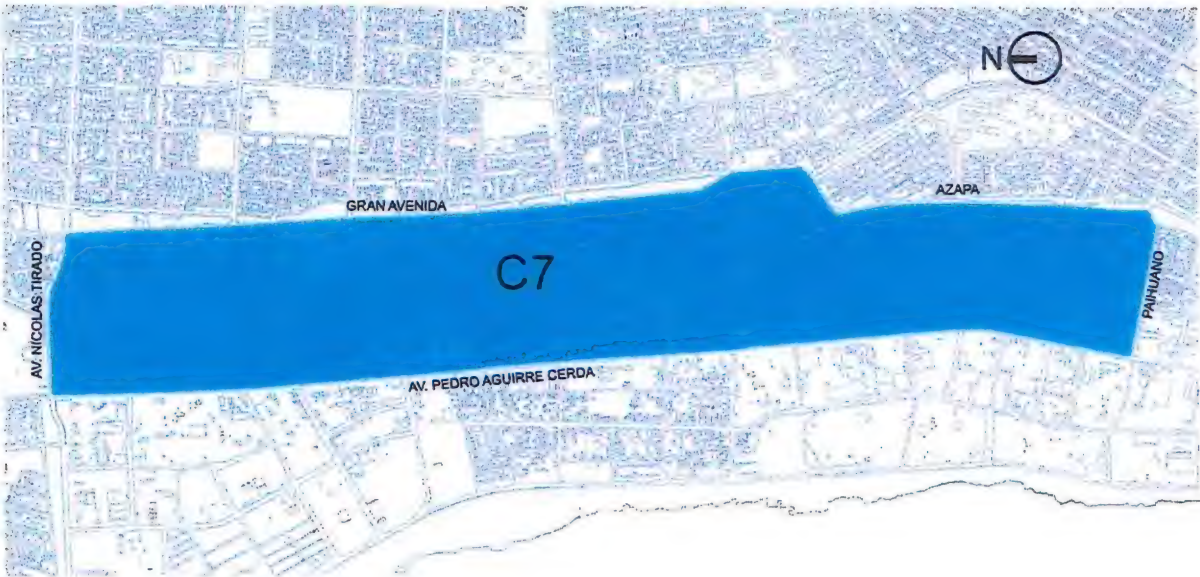 N
GRAN AVENIDA
AZAPA
AV. NICOLAS TIRADO
C7
PAIHUANO
AV. PEDRO AGUIRRE CERDA